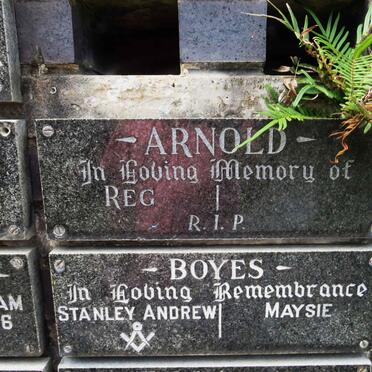 - ARNOLD -
In Loving Memory of
REG
R.I.P.
AM
6
- BOYES -
In Loving Remembrance
STANLEY ANDREW MAYSIE